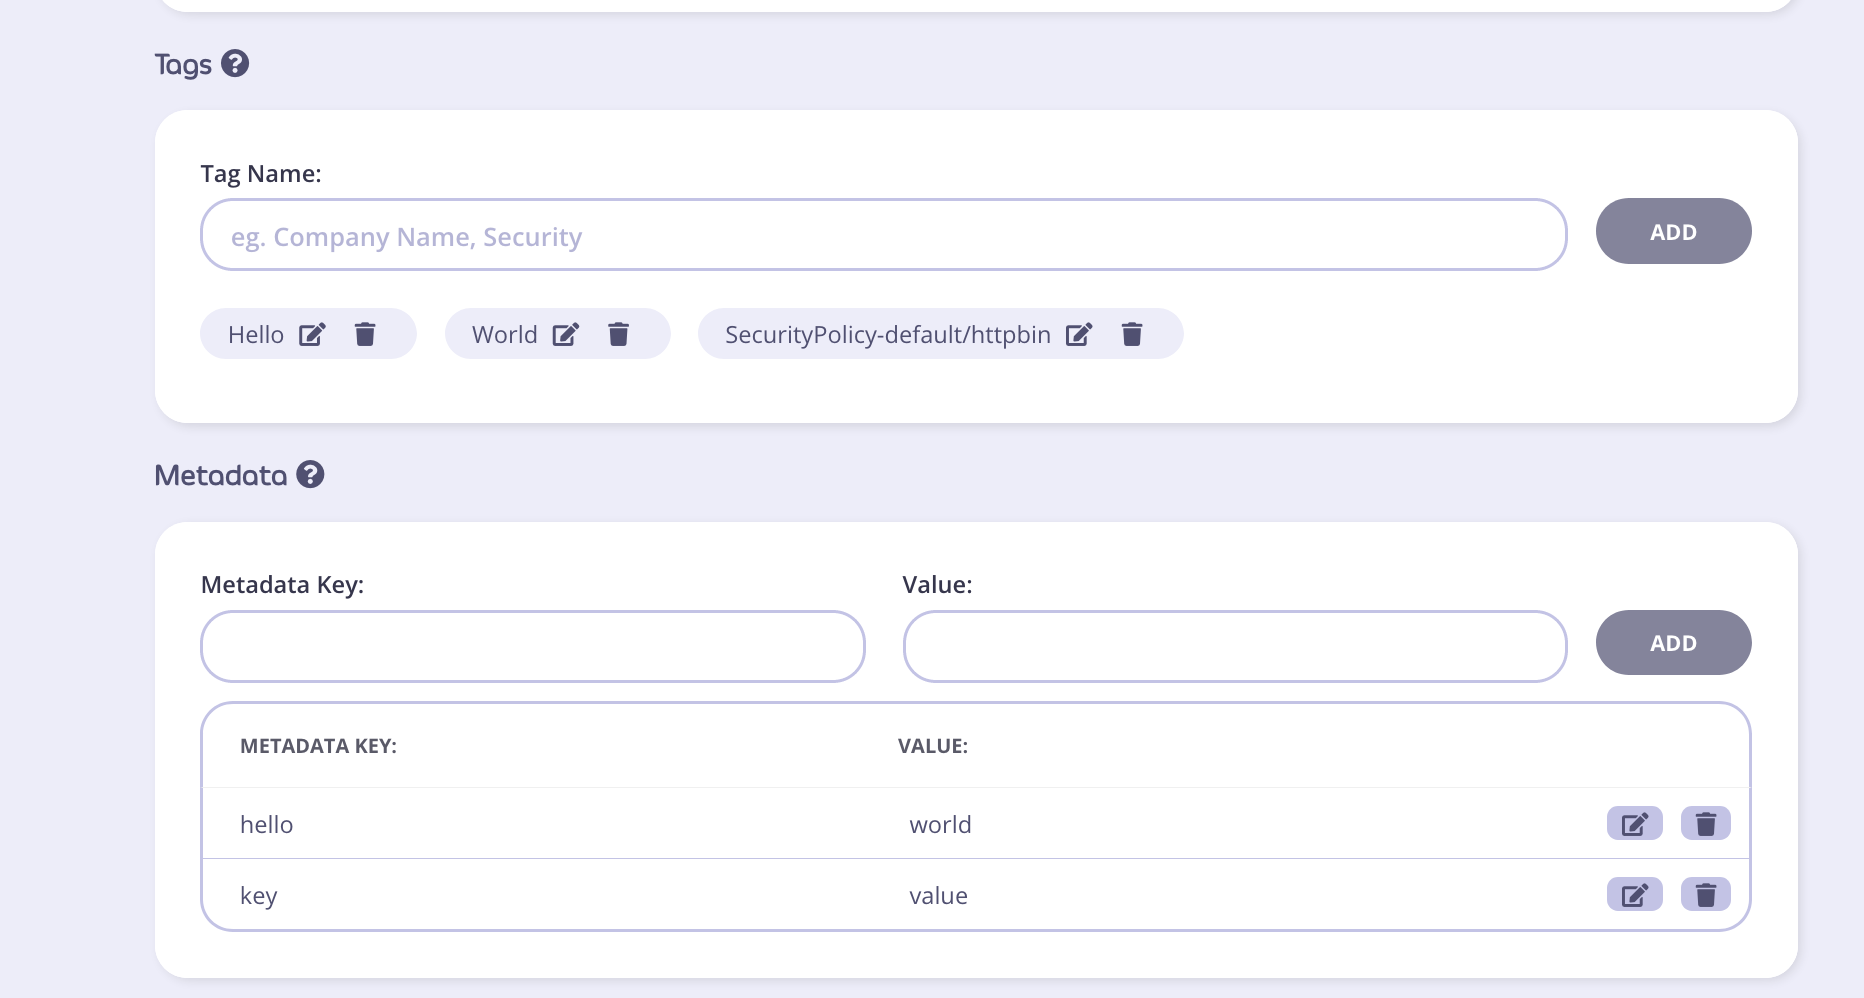 Tags
Tag Name:
eg. Company Name, Security
ADD
Hello World SecurityPolicy-default/httpbin
Metadata
Metadata Key: Value:
ADD
METADATA KEY: VALUE:
hello world
key value